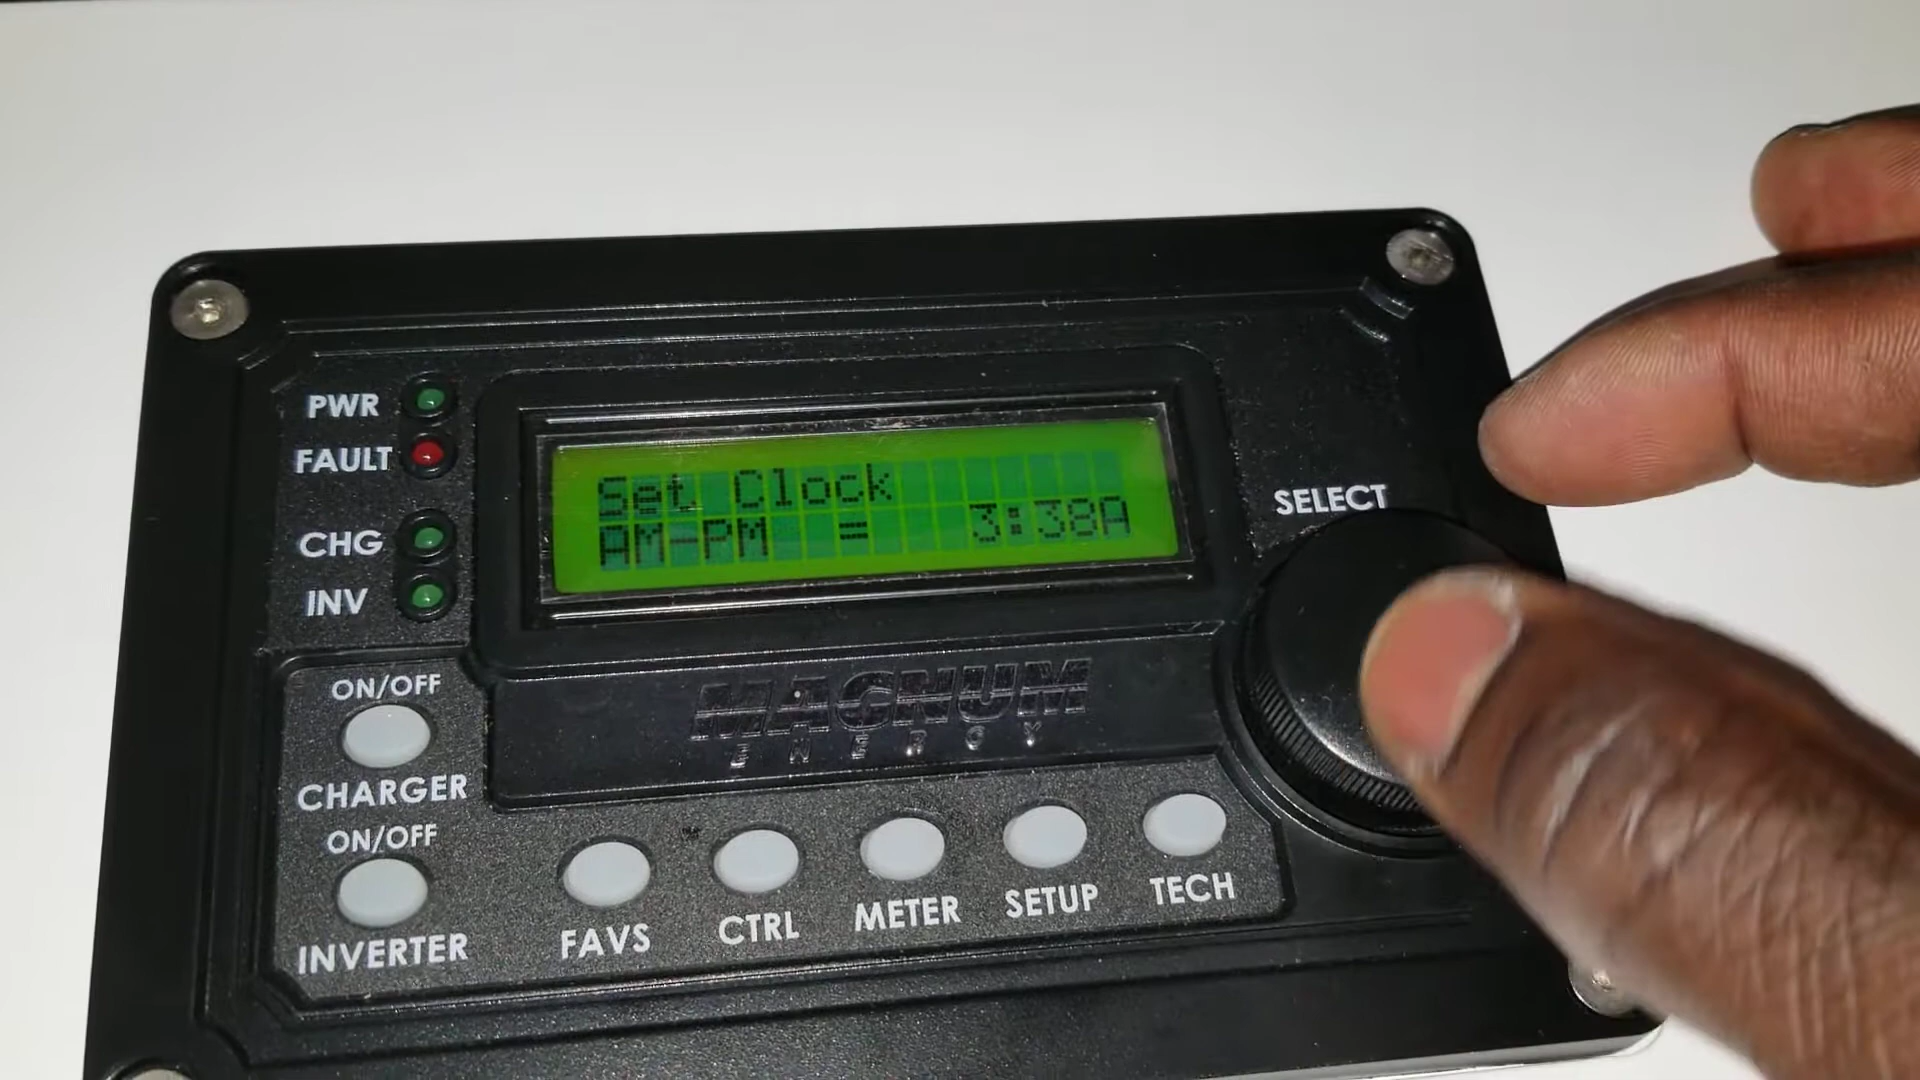 PWR
FAULT
CHG
INV
Set Clock
AM-PM = 3:38A
SELECT
MAGNUM
ENERGY
ON/OFF
CHARGER
ON/OFF
INVERTER
FAVS
CTRL
METER
SETUP
TECH